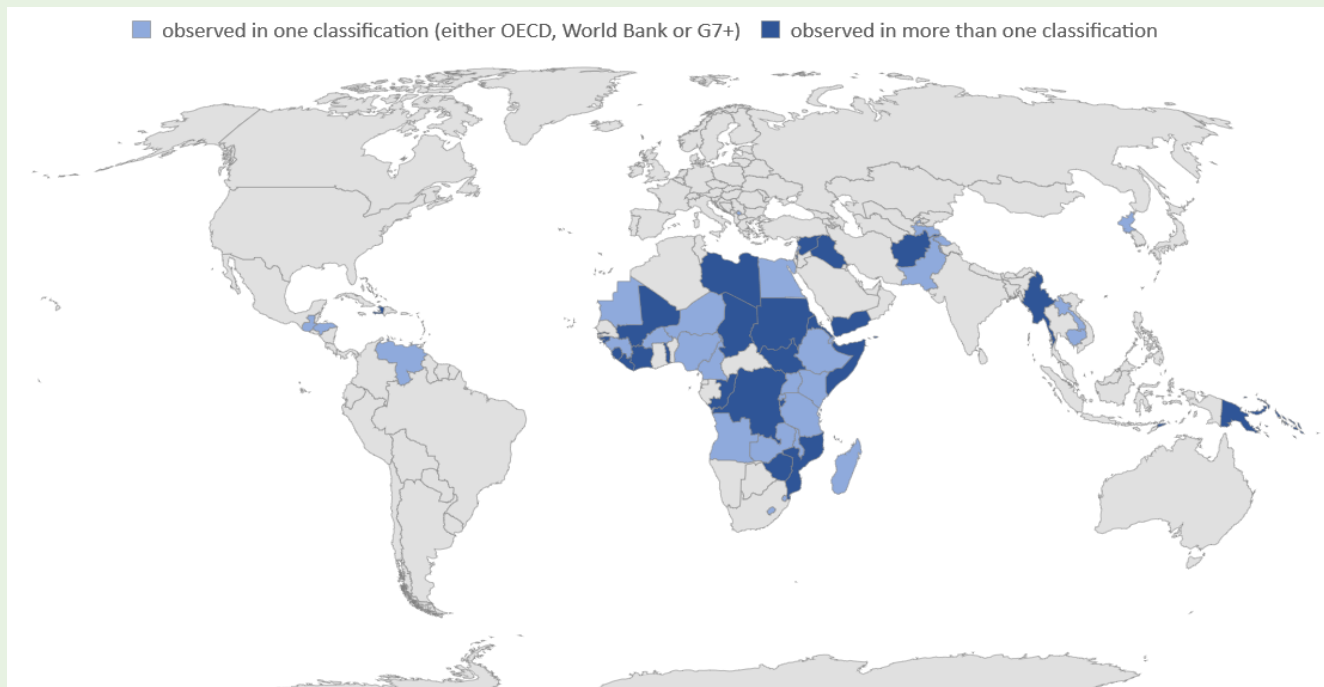 observed in one classification (either OECD, World Bank or G7+) observed in more than one classification